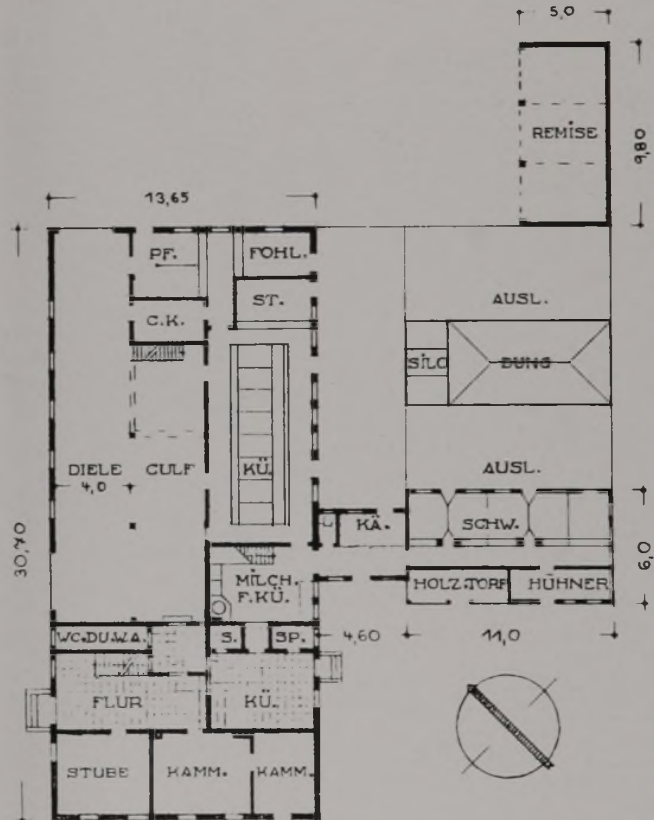 5,0
REMISE
9,80
13,65
PF.
FOHL.
C.K.
ST.
AUSL.
SILO
DUNG
AUSL.
DIELE
4,0
GULF
KÜ.
30,70
KÄ.
SCHW.
6,0
MILCH.
F.KÜ.
HOLZ.TORF
HÜHNER
WC.DU.WA.
S.
SP.
4,60
11,0
FLUR
KÜ.
STUBE
KAMM.
KAMM.